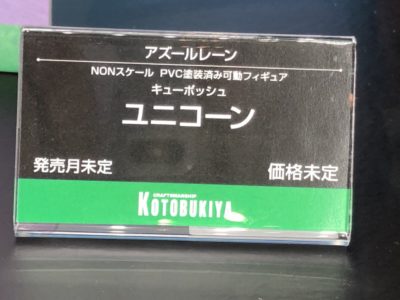 アズールレーン
NONスケール PVC塗装済み可動フィギュア
キューポッシュ
ユニコーン
発売月未定 価格未定
CRAFTSMANSHIP
KOTOBUKIYA